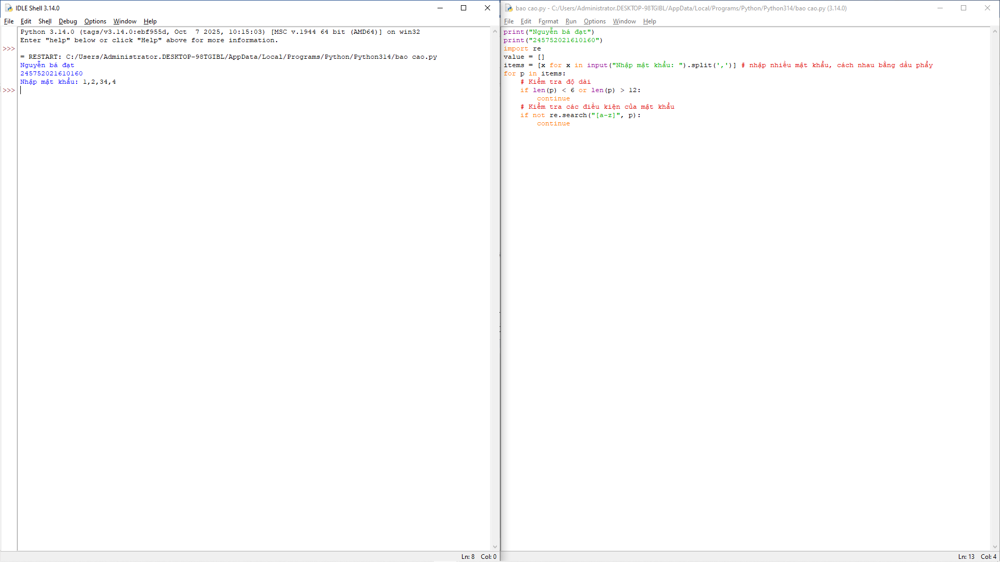 IDLE Shell 3.14.0
File Edit Shell Debug Options Window Help
Python 3.14.0 (tags/v3.14.0:ebf955d, Oct  7 2025, 10:15:03) [MSC v.1944 64 bit (AMD64)] on win32
Enter "help" below or click "Help" above for more information.
>>>
= RESTART: C:/Users/Administrator.DESKTOP-98TGIBL/AppData/Local/Programs/Python/Python314/bao cao.py
Nguyễn bá đạt
245752021610160
Nhập mật khẩu: 1,2,34,4
>>>
Ln: 8 Col: 0
bao cao.py - C:/Users/Administrator.DESKTOP-98TGIBL/AppData/Local/Programs/Python/Python314/bao cao.py (3.14.0)
File Edit Format Run Options Window Help
print("Nguyễn bá đạt")
print("245752021610160")
import re
value = []
items = [x for x in input("Nhập mật khẩu: ").split(',')] # nhập nhiều mật khẩu, cách nhau bằng dấu phẩy
for p in items:
    # Kiểm tra độ dài
    if len(p) < 6 or len(p) > 12:
        continue
    # Kiểm tra các điều kiện của mật khẩu
    if not re.search("[a-z]", p):
        continue
Ln: 13 Col: 4